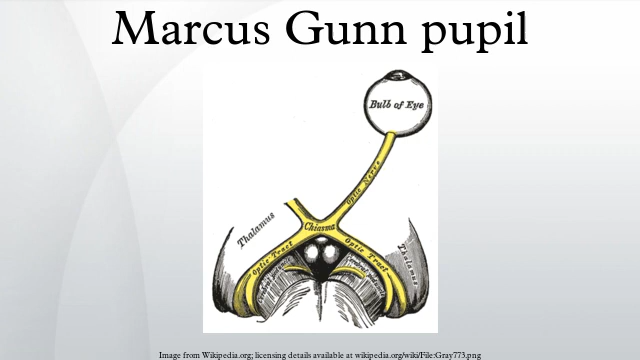 Marcus Gunn pupil
Bulb of Eye
Optic Nerve
Thalamus
Chiasma
Optic Tract
Optic Tract
Thalamus
Image from Wikipedia.org; licensing details available at wikipedia.org/wiki/File:Gray773.png